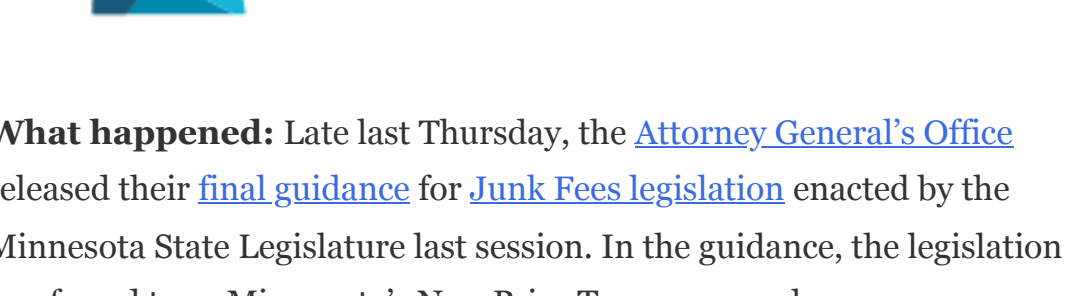 What happened: Late last Thursday, the Attorney General’s Office
released their final guidance for Junk Fees legislation enacted by the
Minnesota State Legislature last session. In the guidance, the legislation